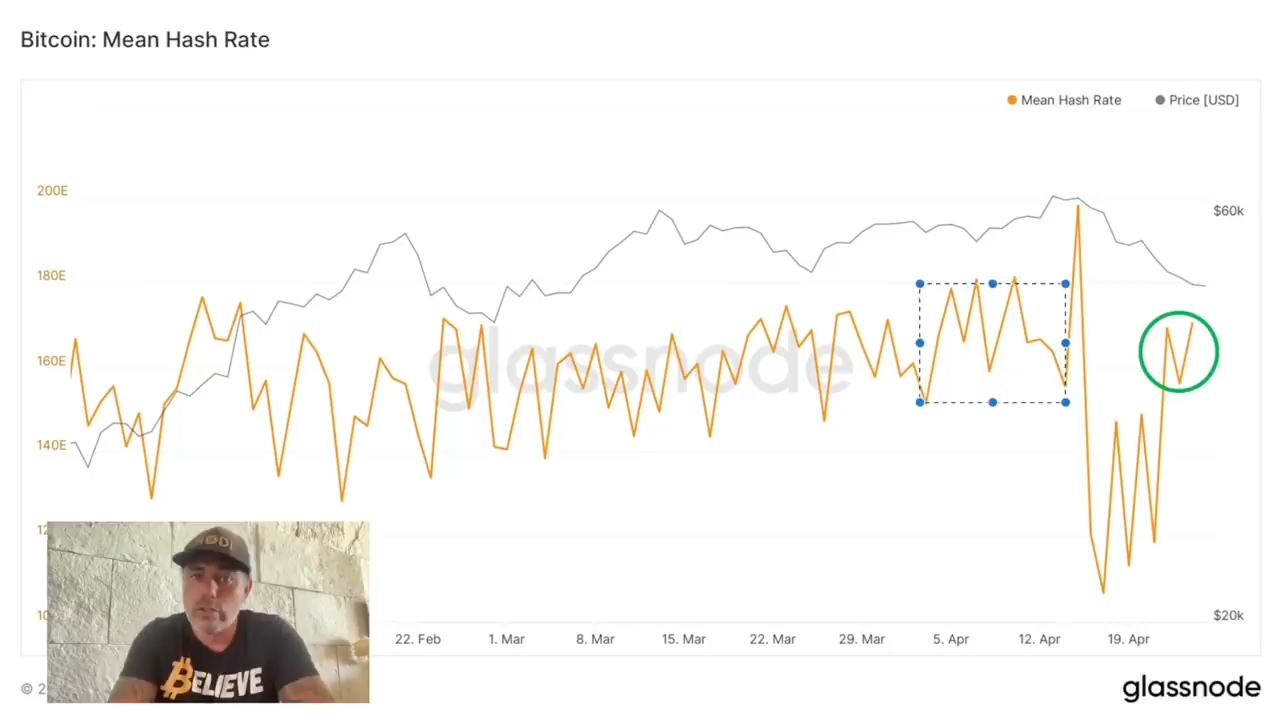 Bitcoin: Mean Hash Rate
Mean Hash Rate
Price [USD]
200E
$60k
180E
160E
glassnode
140E
BELIEVE
$20k
22. Feb
1. Mar
8. Mar
15. Mar
22. Mar
29. Mar
5. Apr
12. Apr
19. Apr
glassnode